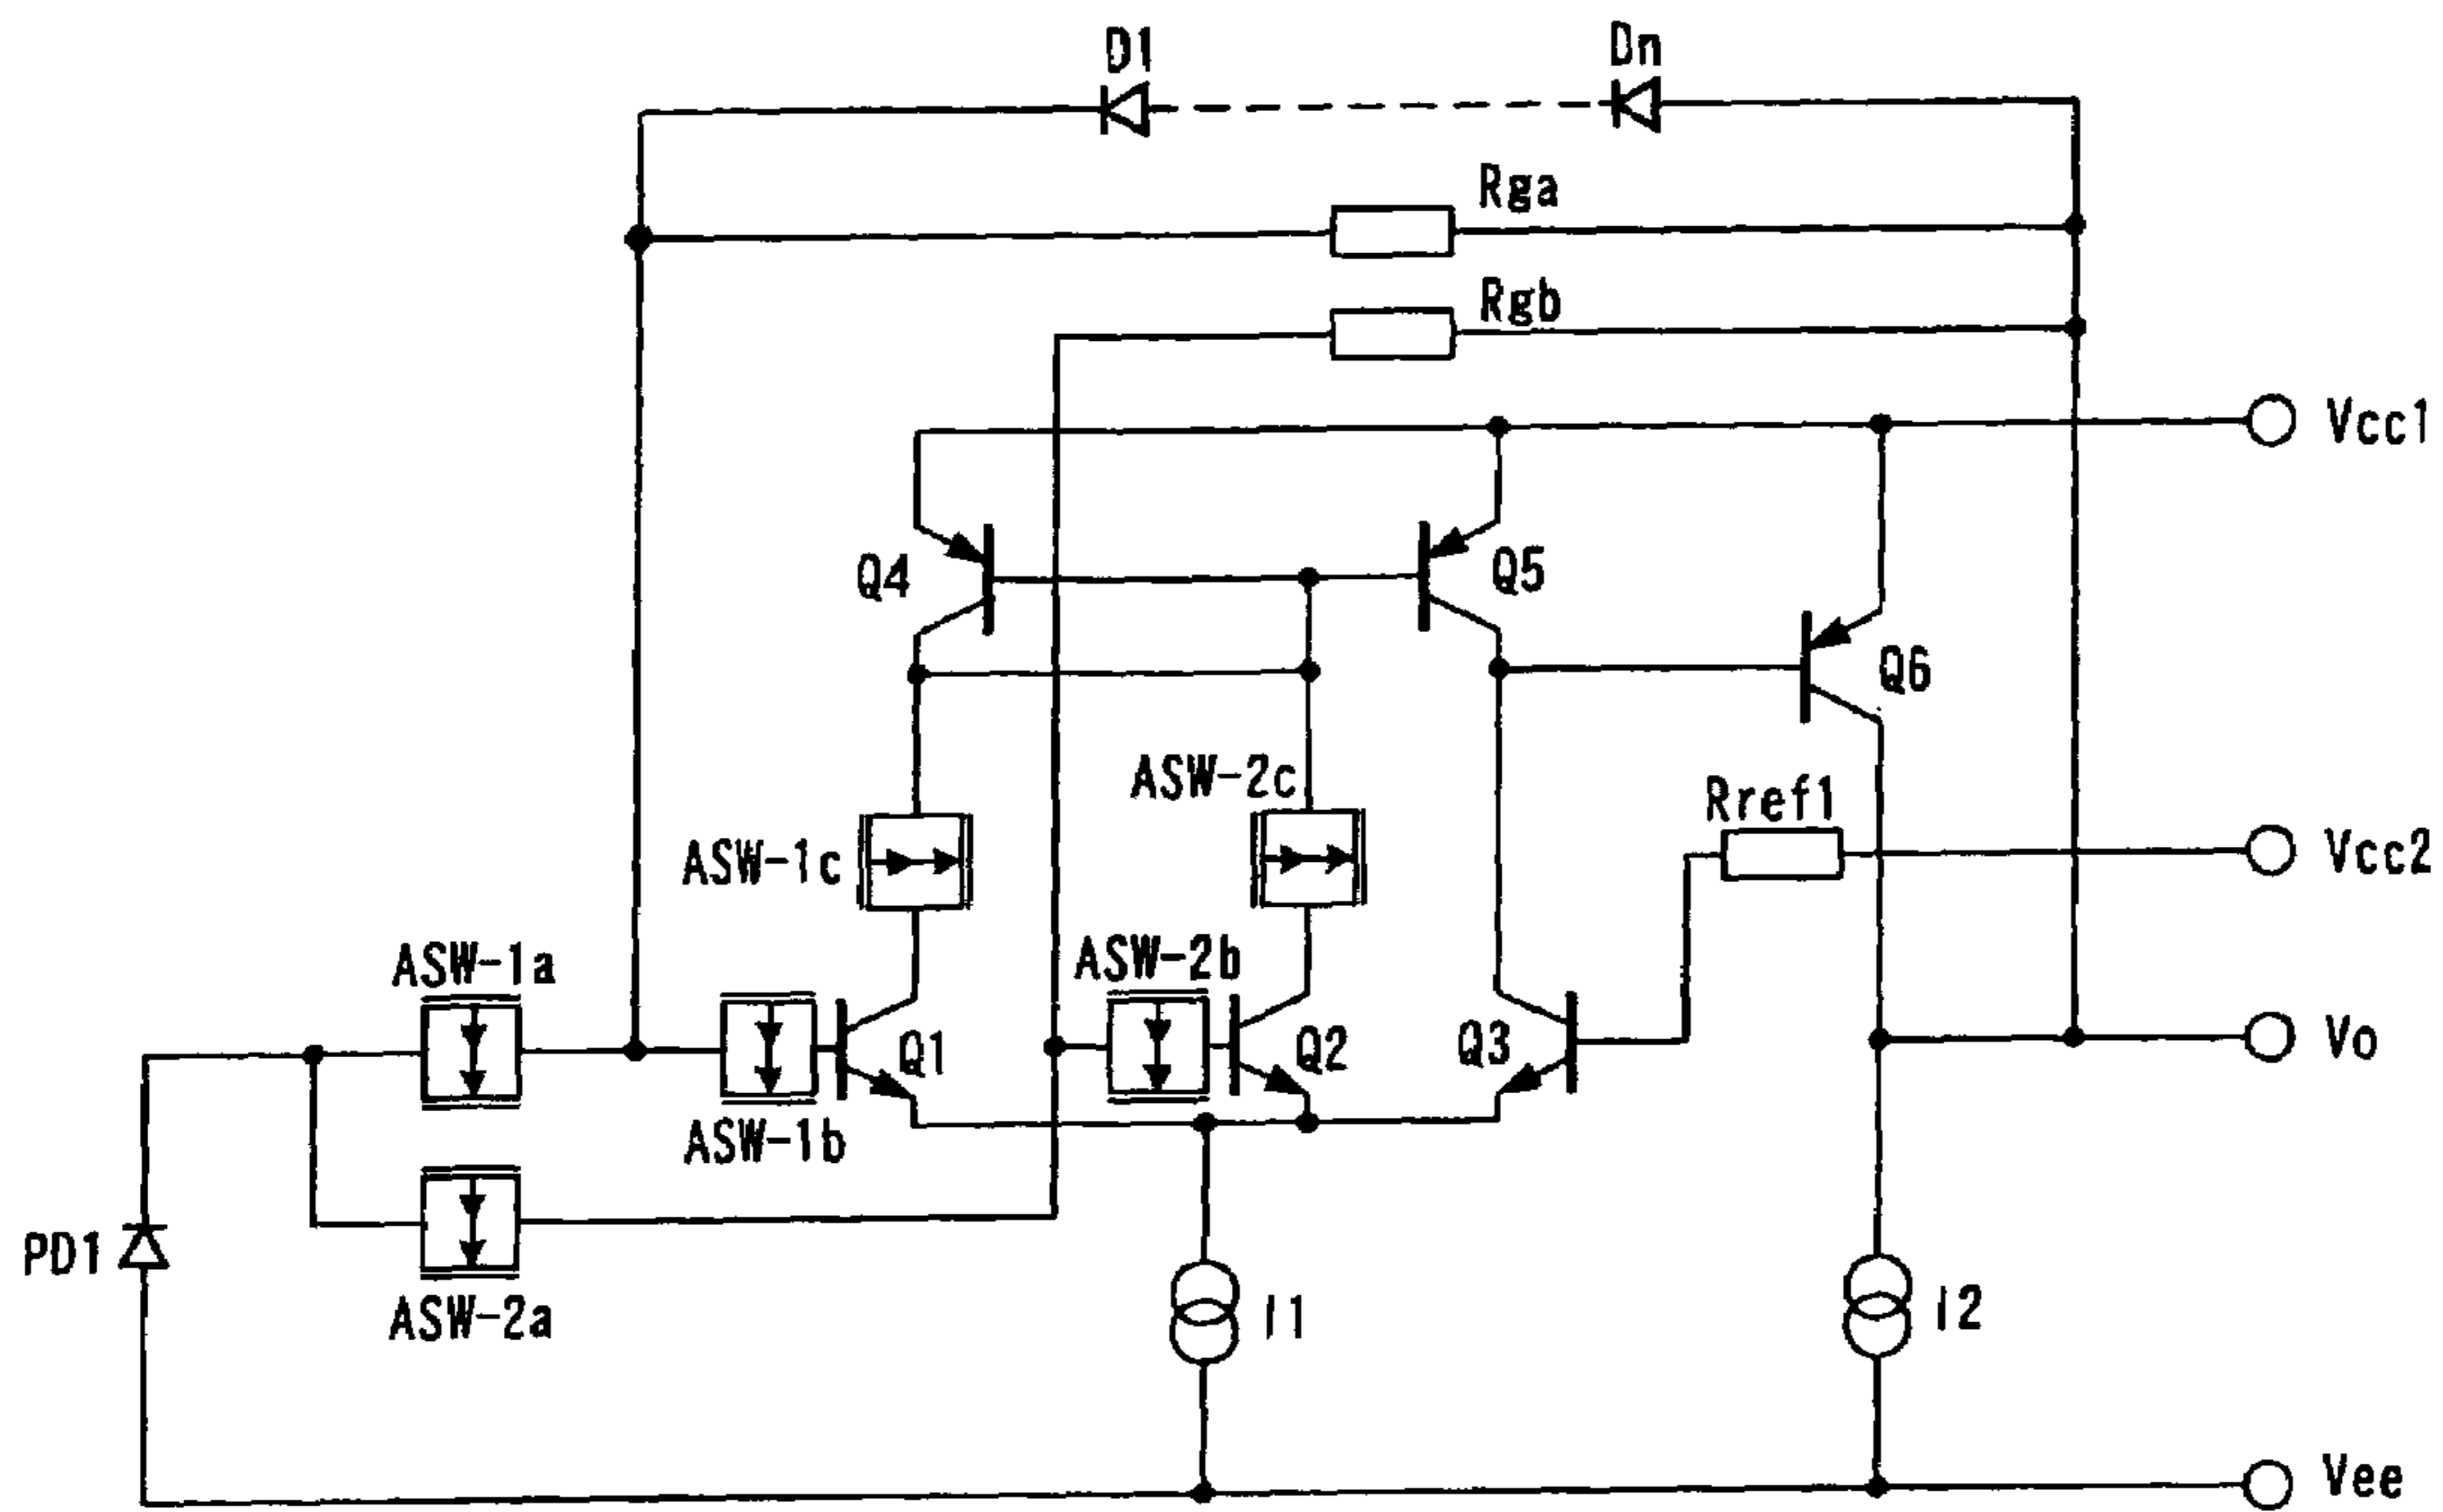 D1
Dn
Rga
Rgb
Vcc1
Q4
Q5
Q6
ASW-2c
Rref1
ASW-1c
Vcc2
ASW-1a
ASW-2b
Q1
Q2
Q3
Vo
ASW-1b
PD1
ASW-2a
I1
I2
Vee